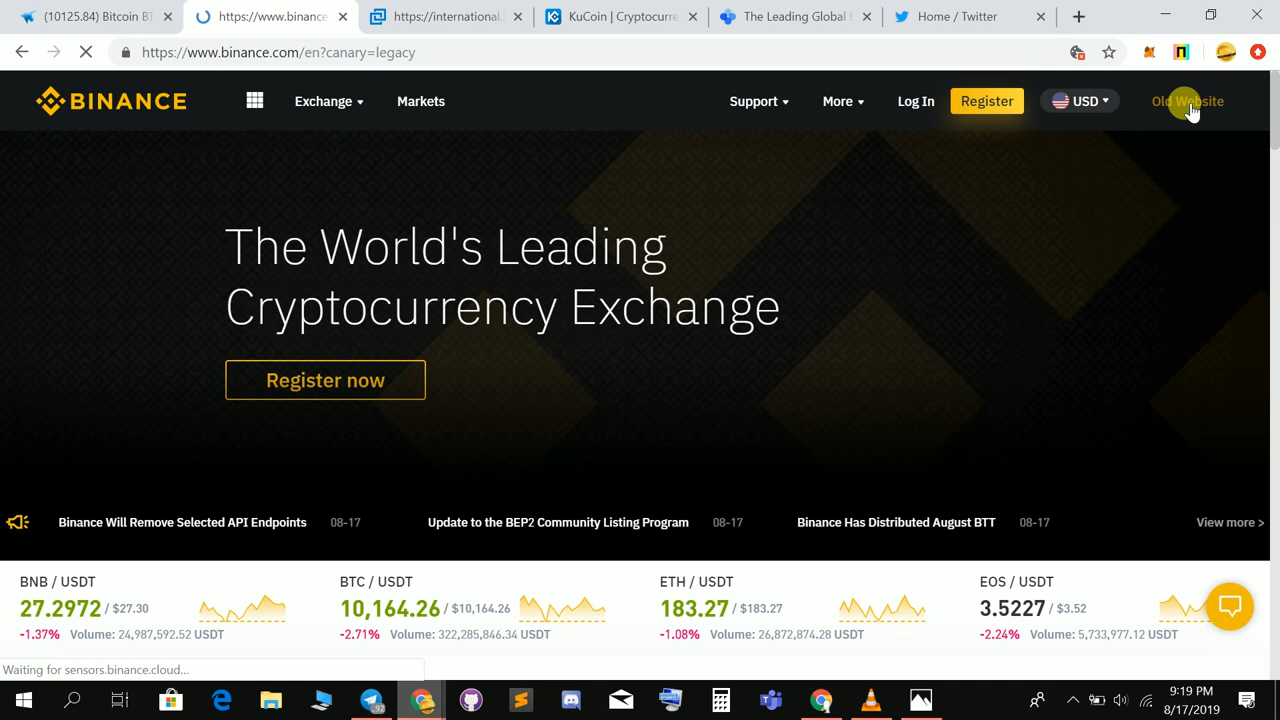 (10125.84) Bitcoin BT
https://www.binance
https://international.
KuCoin | Cryptocurre
The Leading Global
Home / Twitter
https://www.binance.com/en?canary=legacy
BINANCE
Exchange
Markets
Support
More
Log In
Register
USD
Old Website
The World's Leading
Cryptocurrency Exchange
Register now
Binance Will Remove Selected API Endpoints 08-17
Update to the BEP2 Community Listing Program 08-17
Binance Has Distributed August BTT 08-17
View more >
BNB / USDT
27.2972 / $27.30
-1.37% Volume: 24,987,592.52 USDT
BTC / USDT
10,164.26 / $10,164.26
-2.71% Volume: 322,285,846.34 USDT
ETH / USDT
183.27 / $183.27
-1.08% Volume: 26,872,874.28 USDT
EOS / USDT
3.5227 / $3.52
-2.24% Volume: 5,733,977.12 USDT
Waiting for sensors.binance.cloud...
92
9:19 PM
8/17/2019